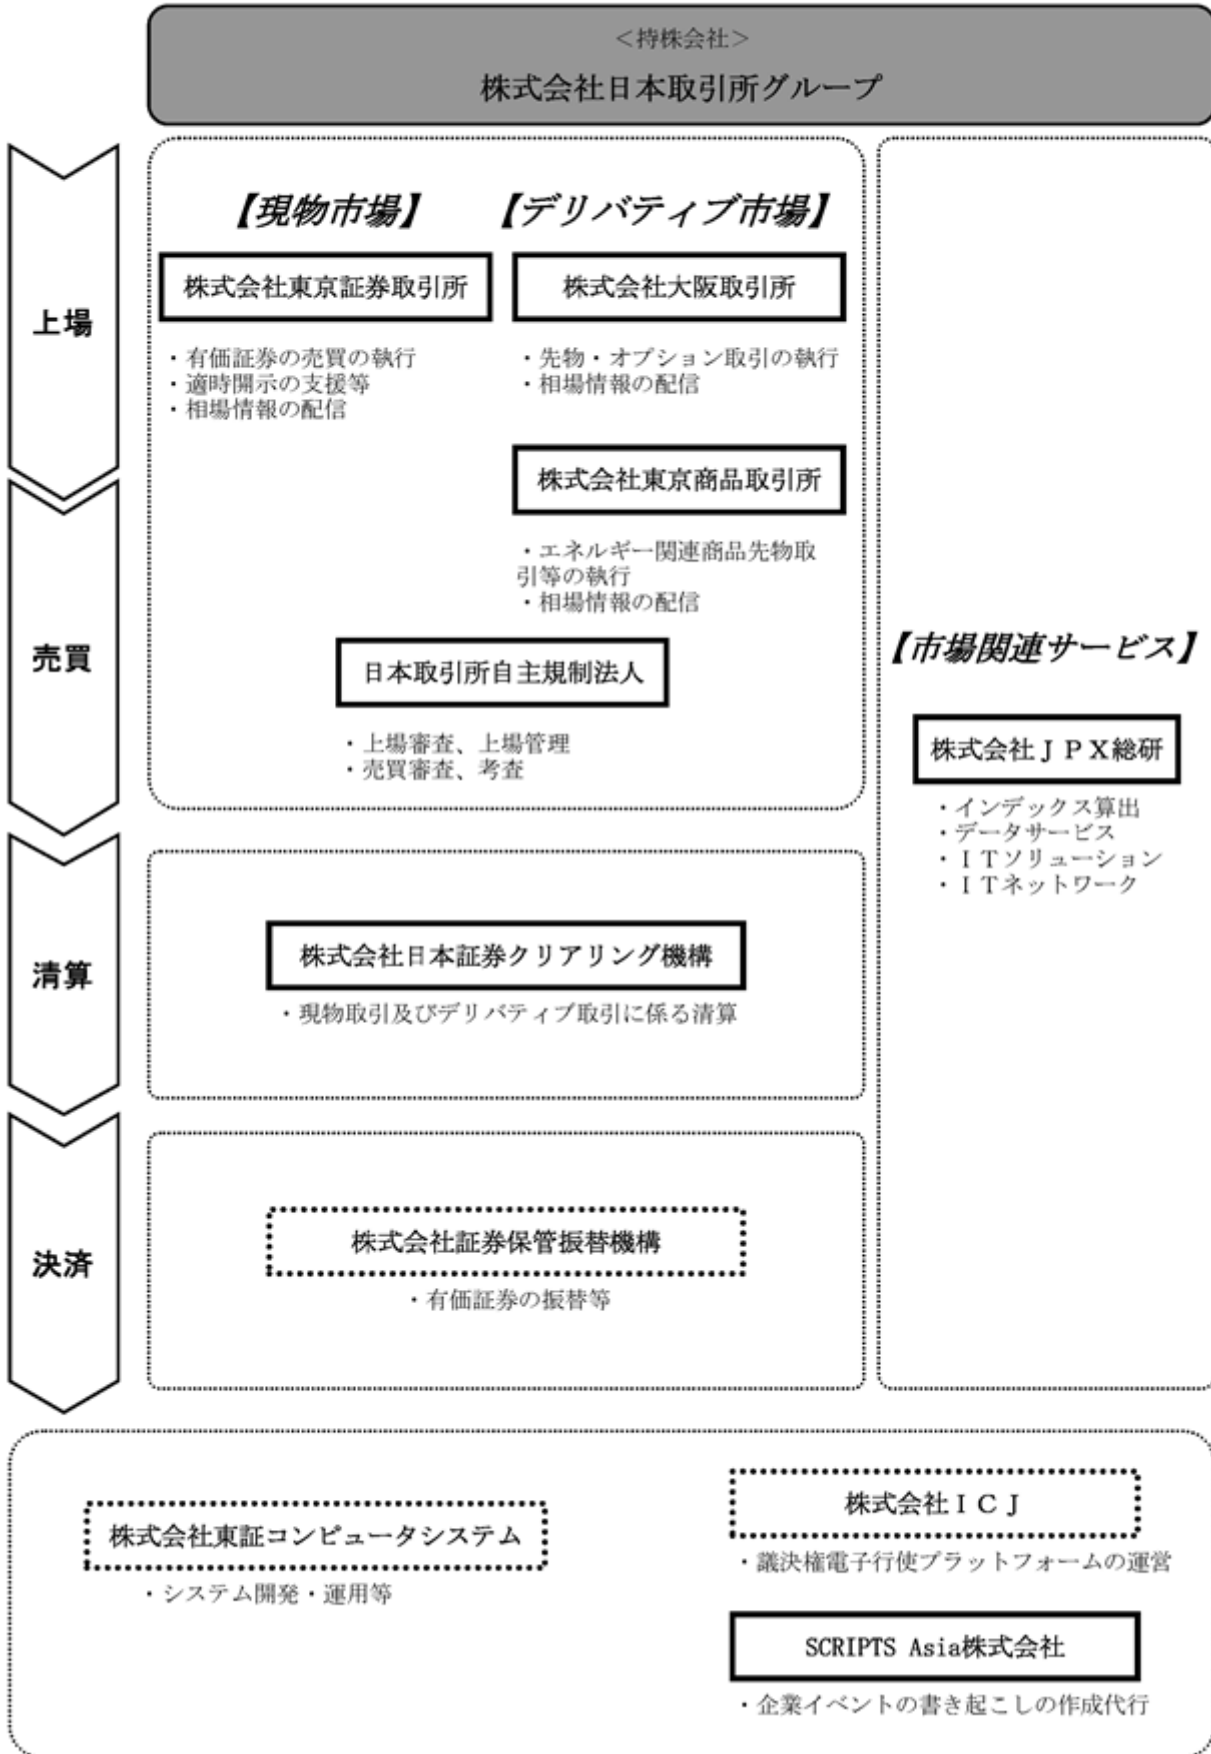 <持株会社>
株式会社日本取引所グループ
上場
【現物市場】
株式会社東京証券取引所
・有価証券の売買の執行
・適時開示の支援等
・相場情報の配信
【デリバティブ市場】
株式会社大阪取引所
・先物・オプション取引の執行
・相場情報の配信
株式会社東京商品取引所
・エネルギー関連商品先物取
引等の執行
・相場情報の配信
売買
日本取引所自主規制法人
・上場審査、上場管理
・売買審査、考査
【市場関連サービス】
株式会社ＪＰＸ総研
・インデックス算出
・データサービス
・ＩＴソリューション
・ＩＴネットワーク
清算
株式会社日本証券クリアリング機構
・現物取引及びデリバティブ取引に係る清算
決済
株式会社証券保管振替機構
・有価証券の振替等
株式会社東証コンピュータシステム
・システム開発・運用等
株式会社ＩＣＪ
・議決権電子行使プラットフォームの運営
SCRIPTS Asia株式会社
・企業イベントの書き起こしの作成代行